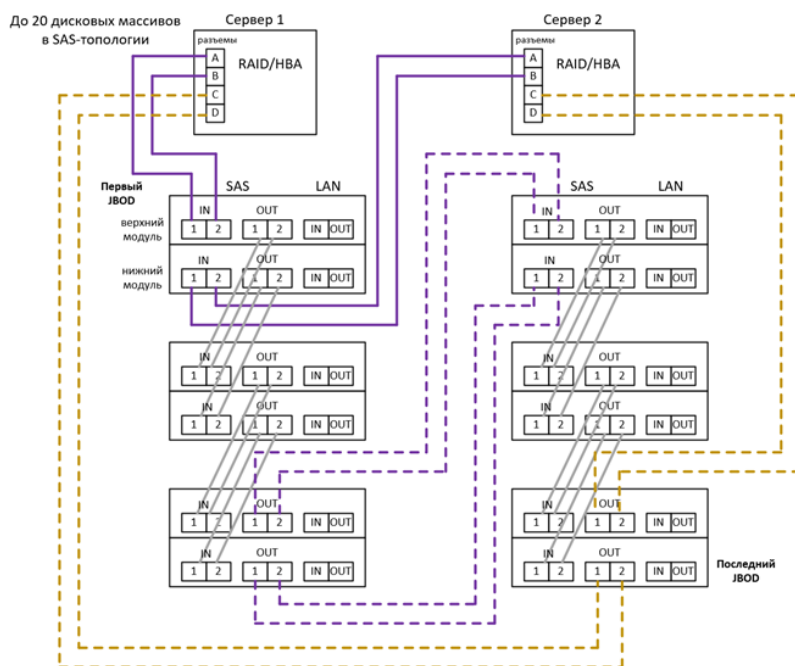 До 20 дисковых массивов
в SAS-топологии
Сервер 1
Сервер 2
разъемы
A
B
C
D
RAID/HBA
разъемы
A
B
C
D
RAID/HBA
Первый
JBOD
SAS LAN
SAS LAN
верхний
модуль
IN OUT
1 2 1 2 IN OUT
IN OUT
1 2 1 2 IN OUT
нижний
модуль
IN OUT
1 2 1 2 IN OUT
IN OUT
1 2 1 2 IN OUT
IN OUT
1 2 1 2 IN OUT
IN OUT
1 2 1 2 IN OUT
IN OUT
1 2 1 2 IN OUT
IN OUT
1 2 1 2 IN OUT
IN OUT
1 2 1 2 IN OUT
IN OUT
1 2 1 2 IN OUT
IN OUT
1 2 1 2 IN OUT
IN OUT
1 2 1 2 IN OUT
Последний
JBOD